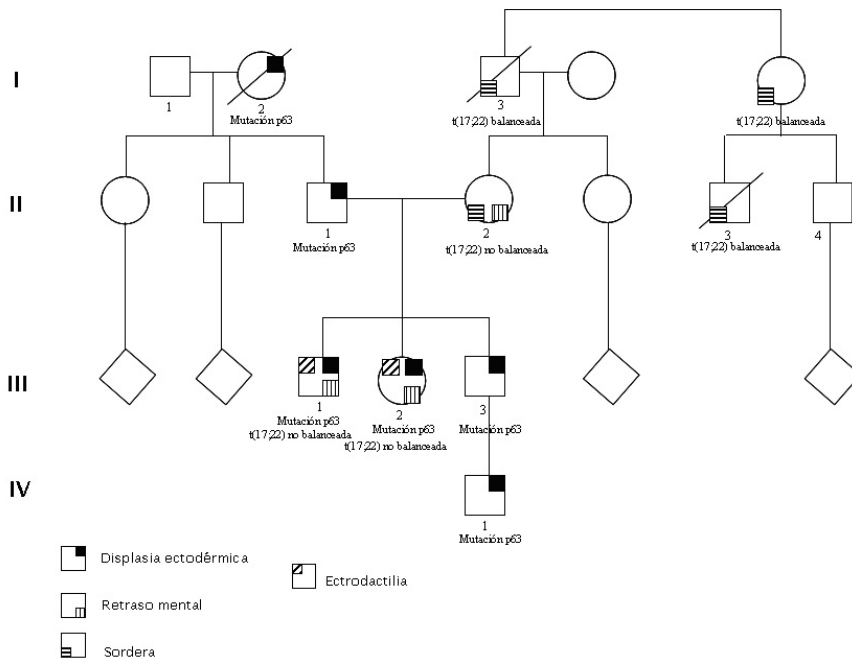 I
1
2
Mutación p63
3
t(17;22) balanceada
t(17;22) balanceada
II
1
Mutación p63
2
t(17;22) no balanceada
3
t(17;22) balanceada
4
III
1
Mutación p63
t(17;22) no balanceada
2
Mutación p63
t(17;22) no balanceada
3
Mutación p63
IV
1
Mutación p63
Displasia ectodérmica
Ectrodactilia
Retraso mental
Sordera